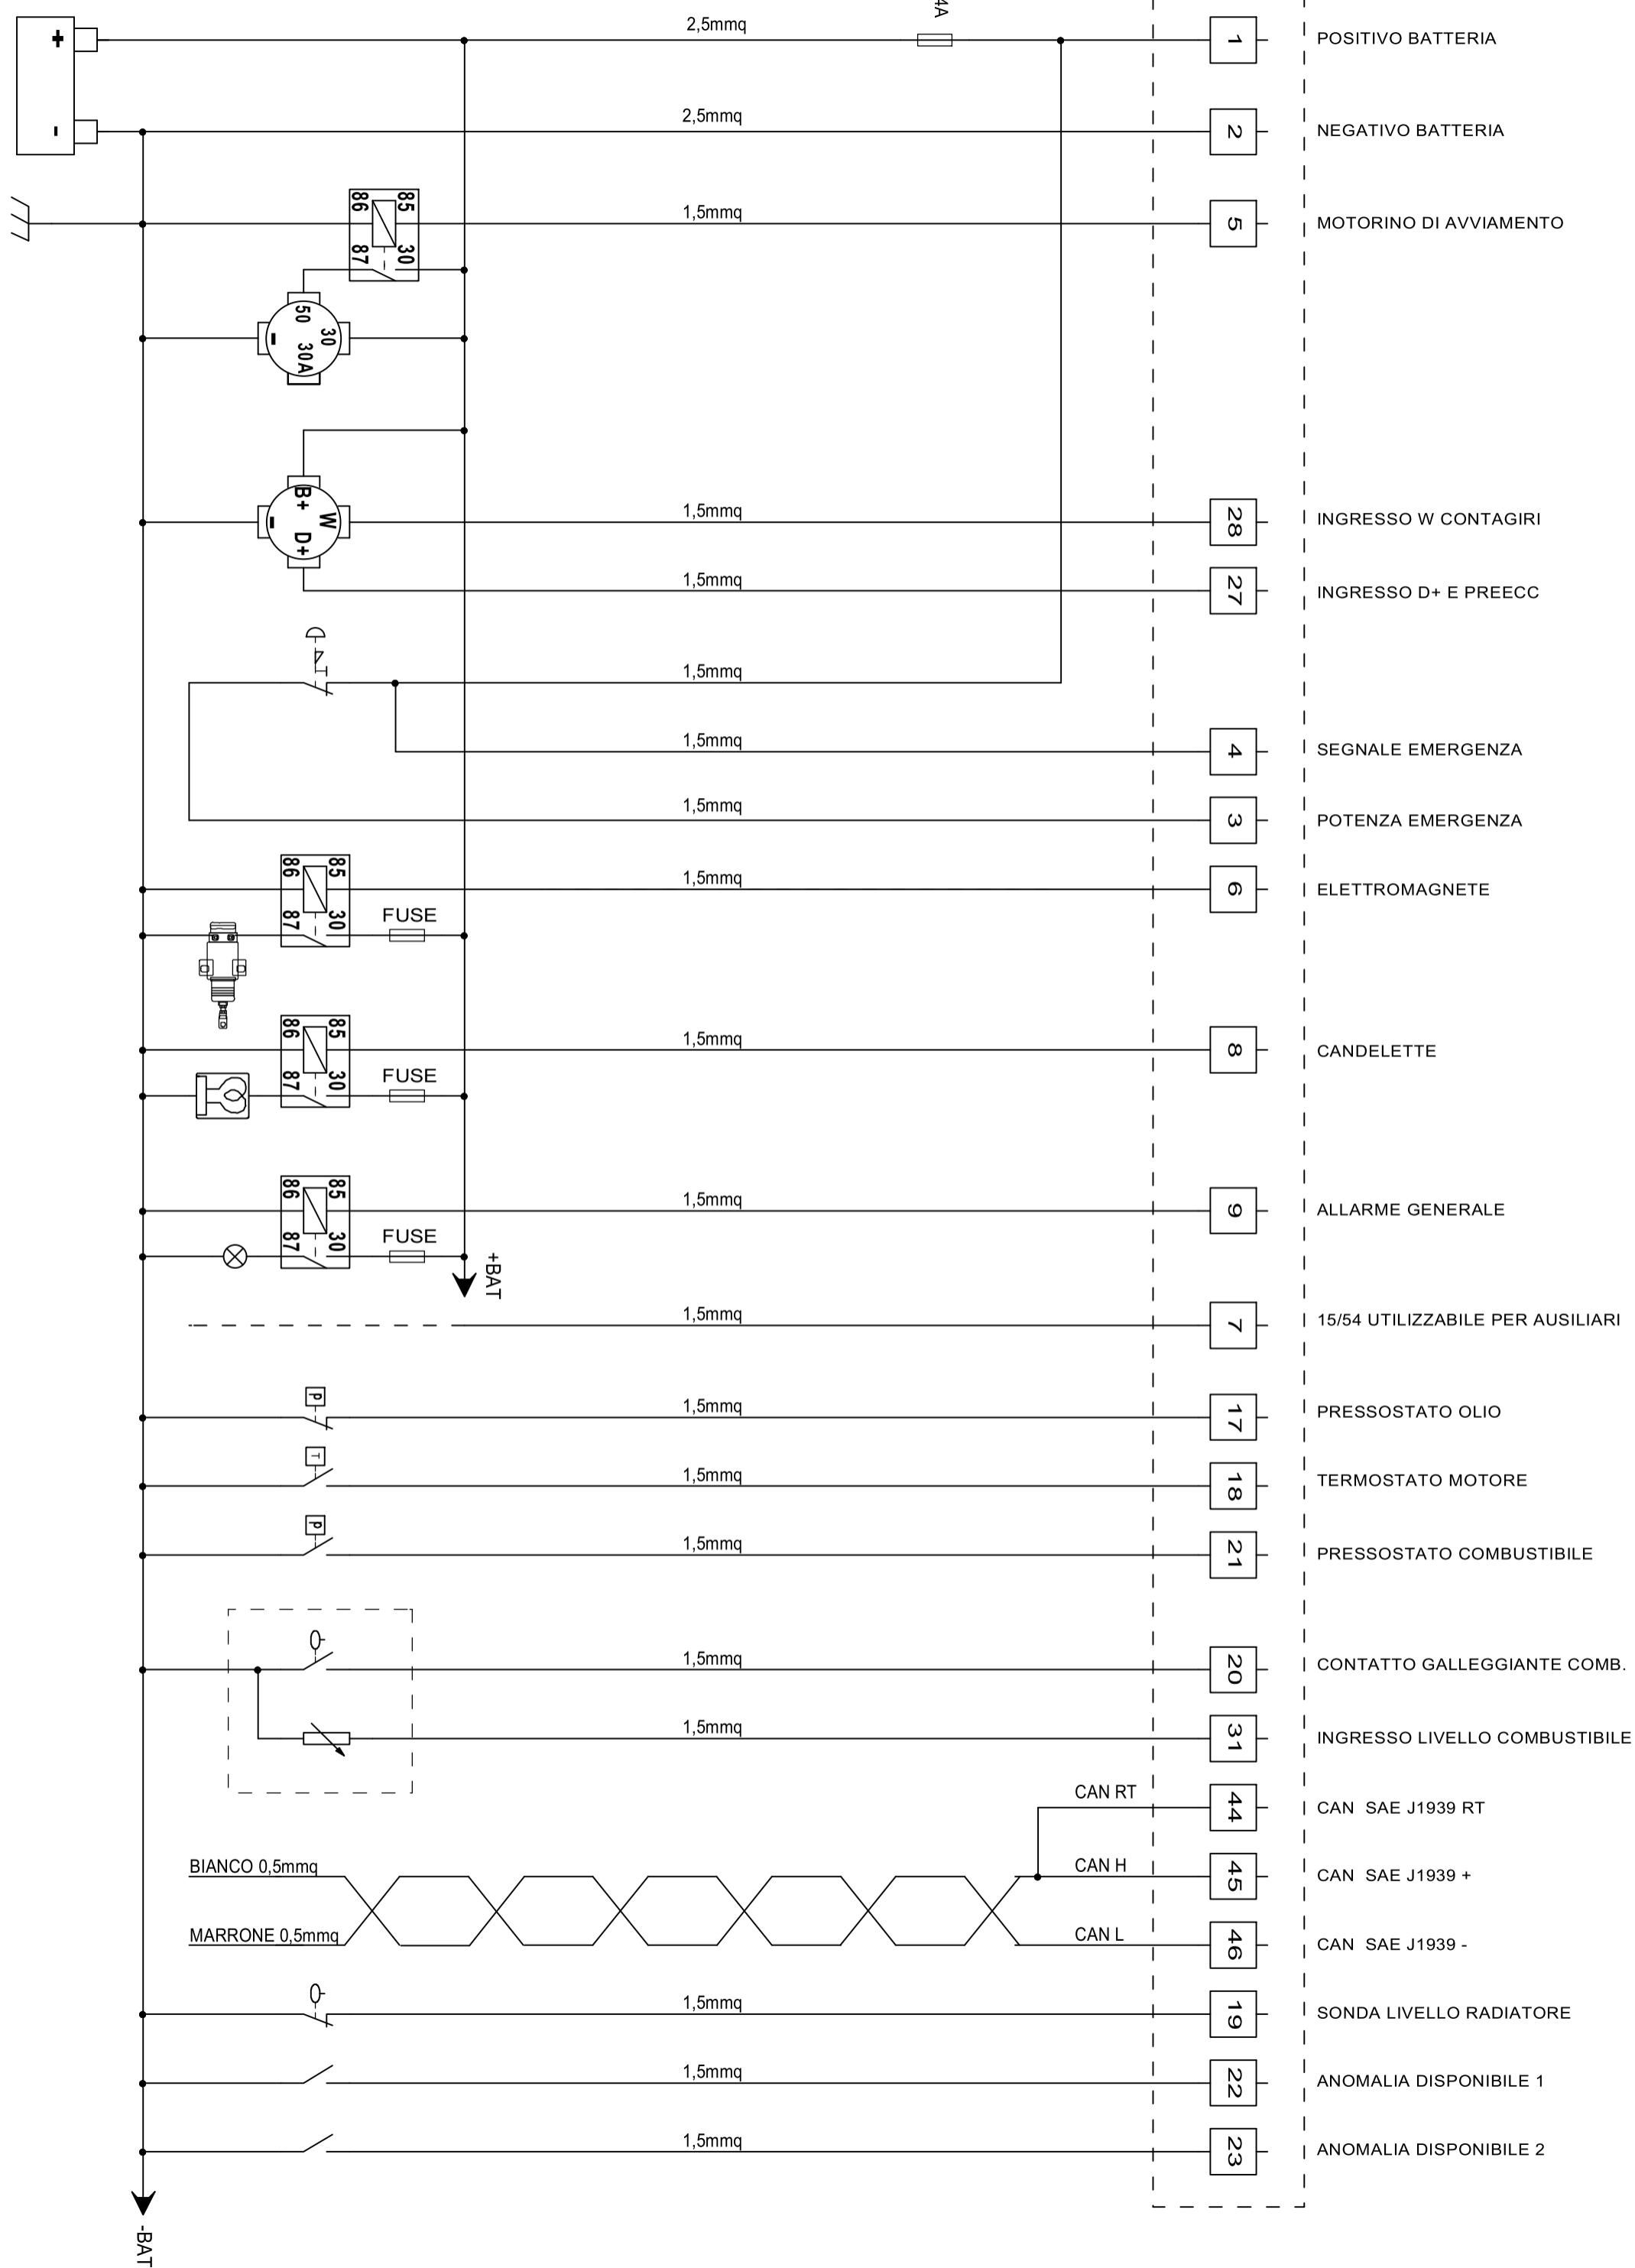 4A
+ 2,5mmq 1 POSITIVO BATTERIA
- 2,5mmq 2 NEGATIVO BATTERIA
86 85
1,5mmq 5 MOTORINO DI AVVIAMENTO
87 30
50 30
- 30A
B+ W 1,5mmq 28 INGRESSO W CONTAGIRI
- D+
1,5mmq 27 INGRESSO D+ E PREECC
1,5mmq
1,5mmq 4 SEGNALE EMERGENZA
1,5mmq 3 POTENZA EMERGENZA
86 85 1,5mmq 6 ELETTROMAGNETE
87 30 FUSE
86 85 1,5mmq 8 CANDELETTE
87 30 FUSE
86 85 1,5mmq 9 ALLARME GENERALE
87 30 FUSE
+BAT
1,5mmq 7 15/54 UTILIZZABILE PER AUSILIARI
P 1,5mmq 17 PRESSOSTATO OLIO
T 1,5mmq 18 TERMOSTATO MOTORE
P 1,5mmq 21 PRESSOSTATO COMBUSTIBILE
1,5mmq 20 CONTATTO GALLEGGIANTE COMB.
1,5mmq 31 INGRESSO LIVELLO COMBUSTIBILE
CAN RT 44 CAN SAE J1939 RT
BIANCO 0,5mmq CAN H 45 CAN SAE J1939 +
MARRONE 0,5mmq CAN L 46 CAN SAE J1939 -
1,5mmq 19 SONDA LIVELLO RADIATORE
1,5mmq 22 ANOMALIA DISPONIBILE 1
1,5mmq 23 ANOMALIA DISPONIBILE 2
-BAT